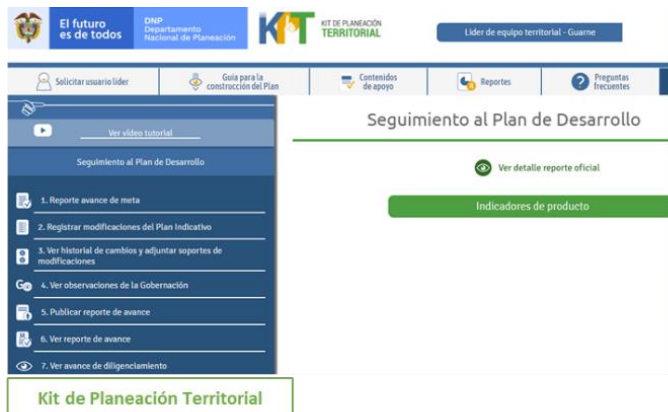 El futuro
es de todos
DNP
Departamento
Nacional de Planeación
KIT
KIT DE PLANEACIÓN
TERRITORIAL
Lider de equipo territorial - Guarne
Solicitar usuario líder
Guía para la
construcción del Plan
Contenidos
de apoyo
Reportes
Preguntas
frecuentes
Ver video tutorial
Seguimiento al Plan de Desarrollo
1. Reporte avance de meta
2. Registrar modificaciones del Plan Indicativo
3. Ver historial de cambios y adjuntar soportes de
modificaciones
4. Ver observaciones de la Gobernación
5. Publicar reporte de avance
6. Ver reporte de avance
7. Ver avance de diligenciamiento
Seguimiento al Plan de Desarrollo
Ver detalle reporte oficial
Indicadores de producto
Kit de Planeación Territorial